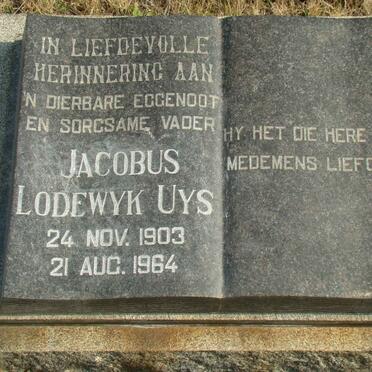 IN LIEFDEVOLLE
HERINNERING AAN
'N DIERBARE EGGENOOT
EN SORGSAME VADER
JACOBUS
LODEWYK UYS
24 NOV. 1903
21 AUG. 1964
HY HET DIE HERE
MEDEMENS